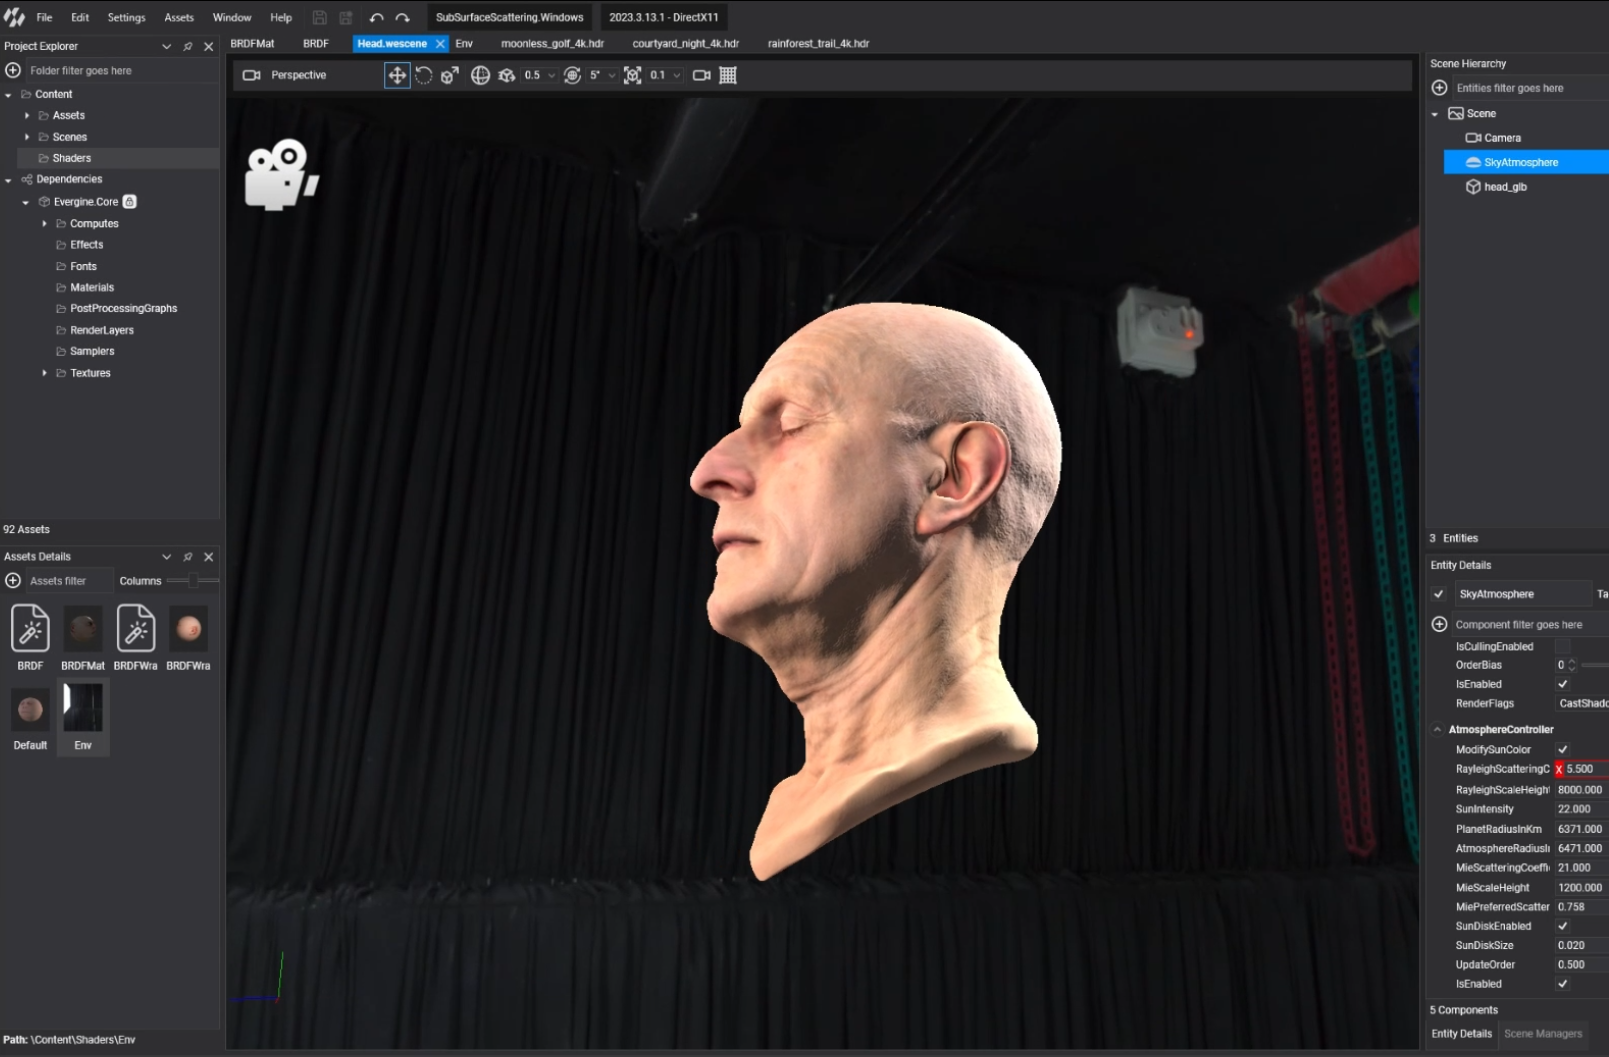 File Edit Settings Assets Window Help SubSurfaceScattering.Windows 2023.3.13.1 - DirectX11
Project Explorer
Folder filter goes here
Content
Assets
Scenes
Shaders
Dependencies
Evergine.Core
Computes
Effects
Fonts
Materials
PostProcessingGraphs
RenderLayers
Samplers
Textures
92 Assets
Assets Details
Assets filter Columns
BRDF BRDFMat BRDFWra BRDFWra
Default Env
Path: \Content\Shaders\Env
BRDFMat BRDF Head.wescene Env moonless_golf_4k.hdr courtyard_night_4k.hdr rainforest_trail_4k.hdr
Perspective 0.5 5° 0.1
Scene Hierarchy
Entities filter goes here
Scene
Camera
SkyAtmosphere
head_glb
3 Entities
Entity Details
SkyAtmosphere Ta
Component filter goes here
IsCullingEnabled
OrderBias 0
IsEnabled
RenderFlags CastShado
AtmosphereController
ModifySunColor
RayleighScatteringC X 5.500
RayleighScaleHeight 8000.000
SunIntensity 22.000
PlanetRadiusInKm 6371.000
AtmosphereRadiusI 6471.000
MieScatteringCoeffi 21.000
MieScaleHeight 1200.000
MiePreferredScatter 0.758
SunDiskEnabled
SunDiskSize 0.020
UpdateOrder 0.500
IsEnabled
5 Components
Entity Details Scene Managers